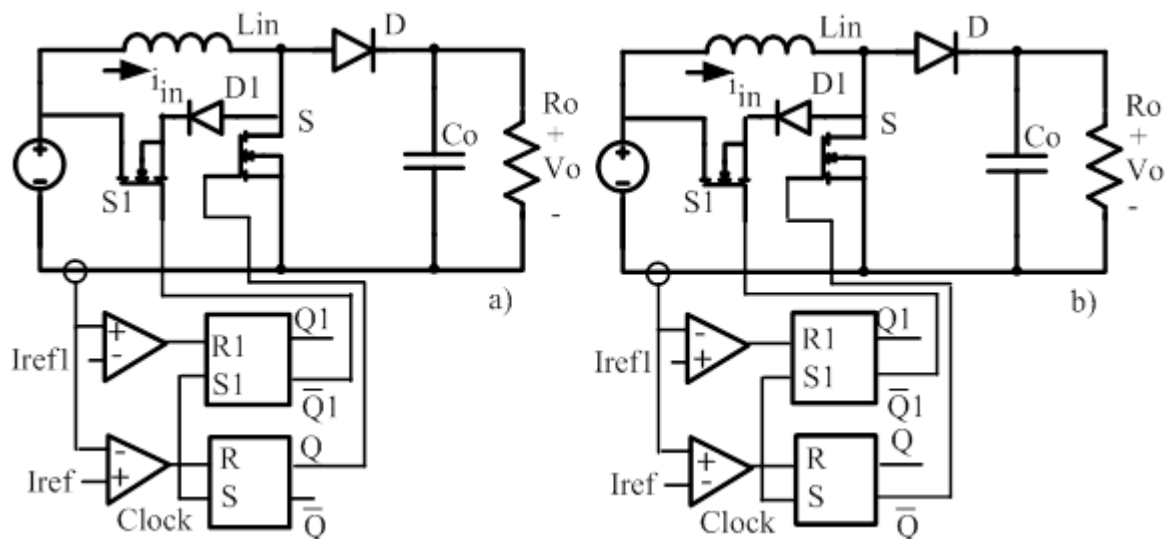 Lin
D
i in
D1
S
Ro
+
Co
Vo
-
+
-
S1
a)
+
-
Iref1
R1
S1
Q1
Q̅1
-
+
Iref
R
S
Q
Q̅
Clock
Lin
D
i in
D1
S
Ro
+
Co
Vo
-
+
-
S1
b)
-
+
Iref1
R1
S1
Q1
Q̅1
+
-
Iref
R
S
Q
Q̅
Clock